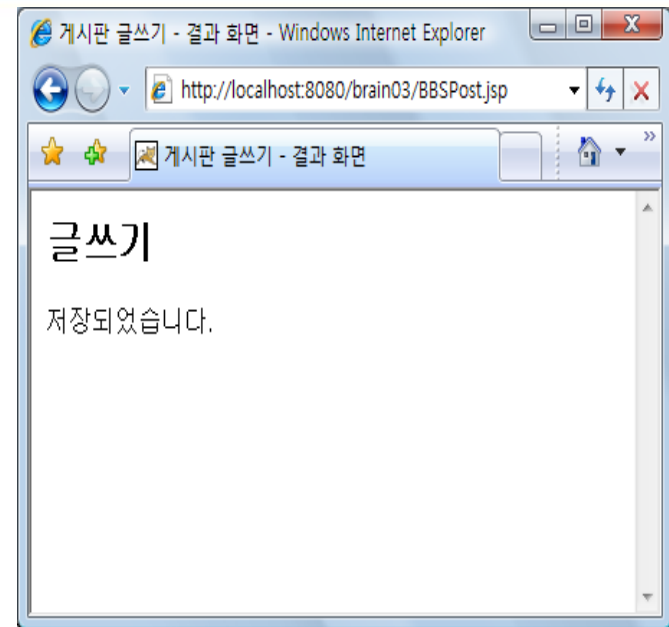 게시판 글쓰기 - 결과 화면 - Windows Internet Explorer
http://localhost:8080/brain03/BBSPost.jsp
게시판 글쓰기 - 결과 화면
글쓰기
저장되었습니다.